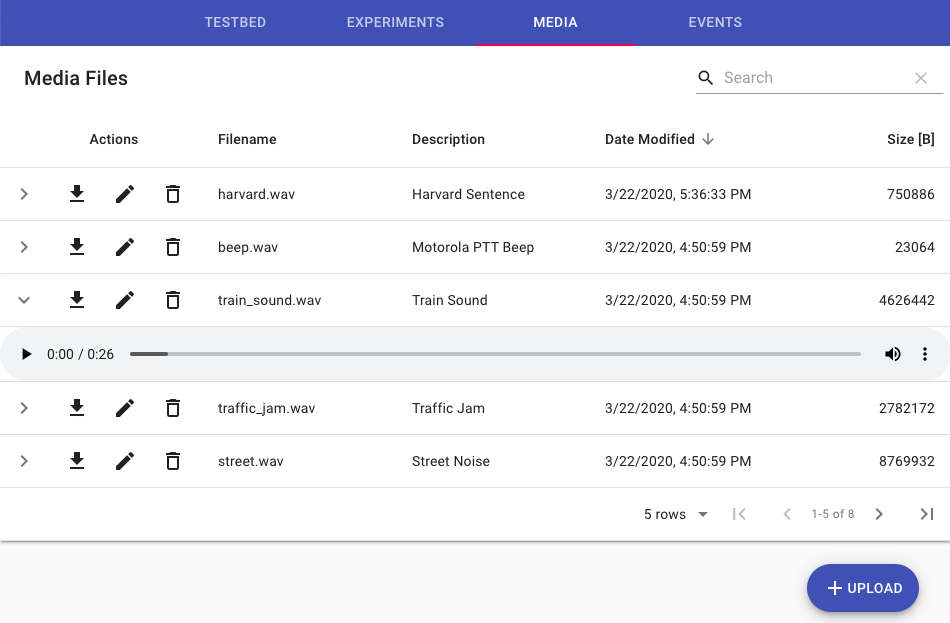 TESTBED EXPERIMENTS MEDIA EVENTS
Media Files Search
Actions Filename Description Date Modified Size [B]
harvard.wav Harvard Sentence 3/22/2020, 5:36:33 PM 750886
beep.wav Motorola PTT Beep 3/22/2020, 4:50:59 PM 23064
train_sound.wav Train Sound 3/22/2020, 4:50:59 PM 4626442
0:00 / 0:26
traffic_jam.wav Traffic Jam 3/22/2020, 4:50:59 PM 2782172
street.wav Street Noise 3/22/2020, 4:50:59 PM 8769932
5 rows 1-5 of 8
UPLOAD